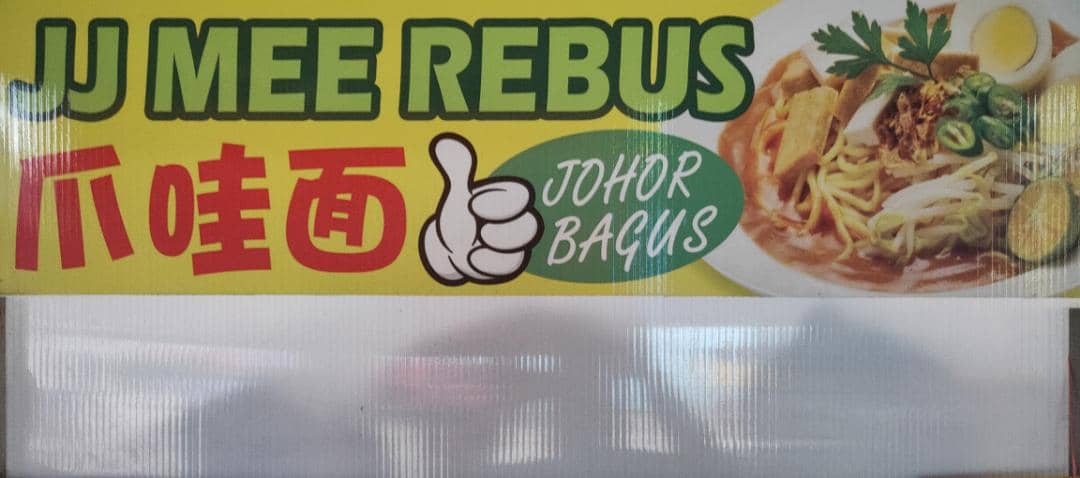 JJ MEE REBUS
爪哇面
JOHOR
BAGUS